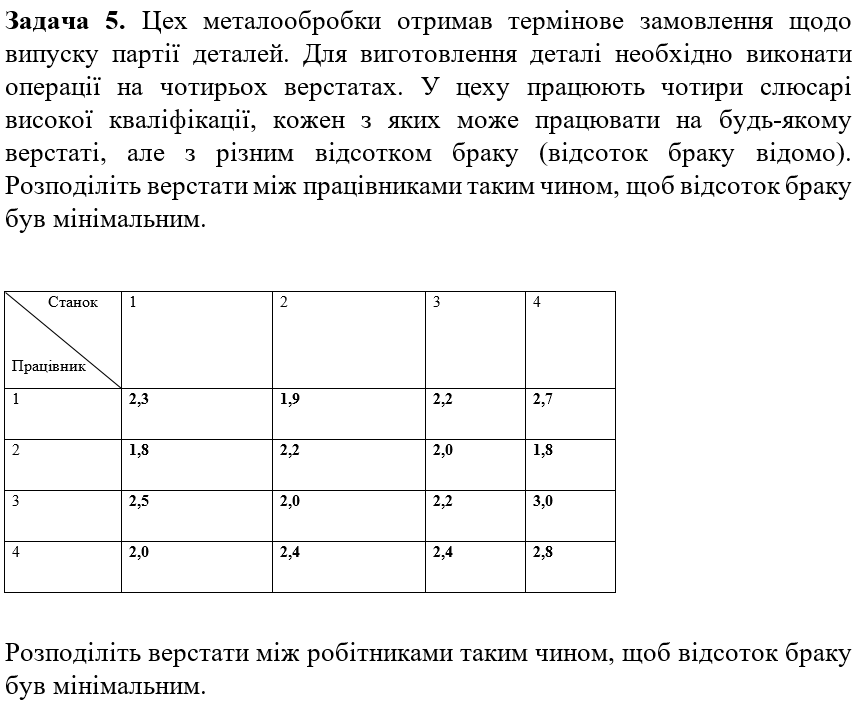 Задача 5. Цех металообробки отримав термінове замовлення щодо
випуску партії деталей. Для виготовлення деталі необхідно виконати
операції на чотирьох верстатах. У цеху працюють чотири слюсарі
високої кваліфікації, кожен з яких може працювати на будь-якому
верстаті, але з різним відсотком браку (відсоток браку відомо).
Розподіліть верстати між працівниками таким чином, щоб відсоток браку
був мінімальним.
Станок 1 2 3 4
Працівник
1 2,3 1,9 2,2 2,7
2 1,8 2,2 2,0 1,8
3 2,5 2,0 2,2 3,0
4 2,0 2,4 2,4 2,8
Розподіліть верстати між робітниками таким чином, щоб відсоток браку
був мінімальним.